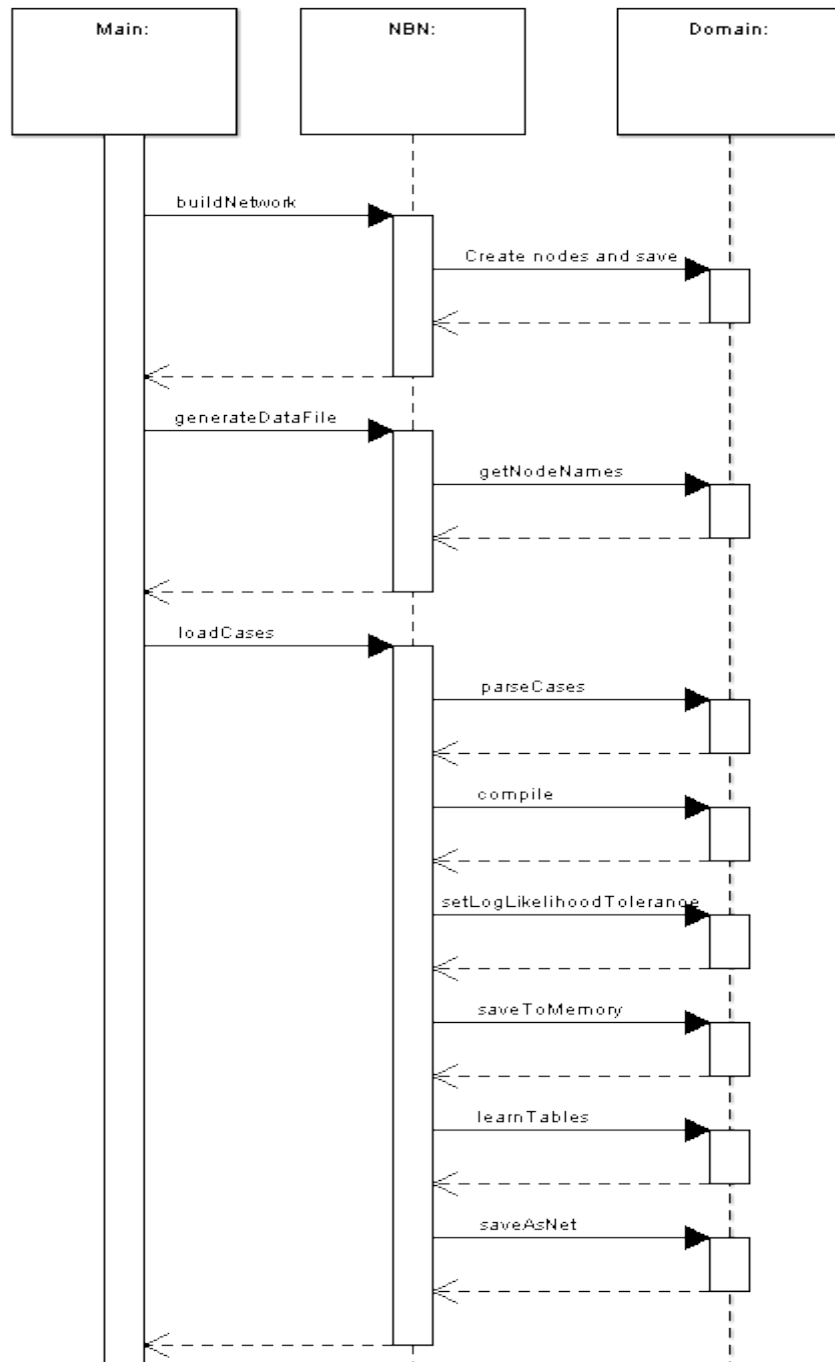 Main:
NBN:
Domain:
buildNetwork
Create nodes and save
generateDataFile
getNodeNames
loadCases
parseCases
compile
setLogLikelihoodTolerance
saveToMemory
learnTables
saveAsNet